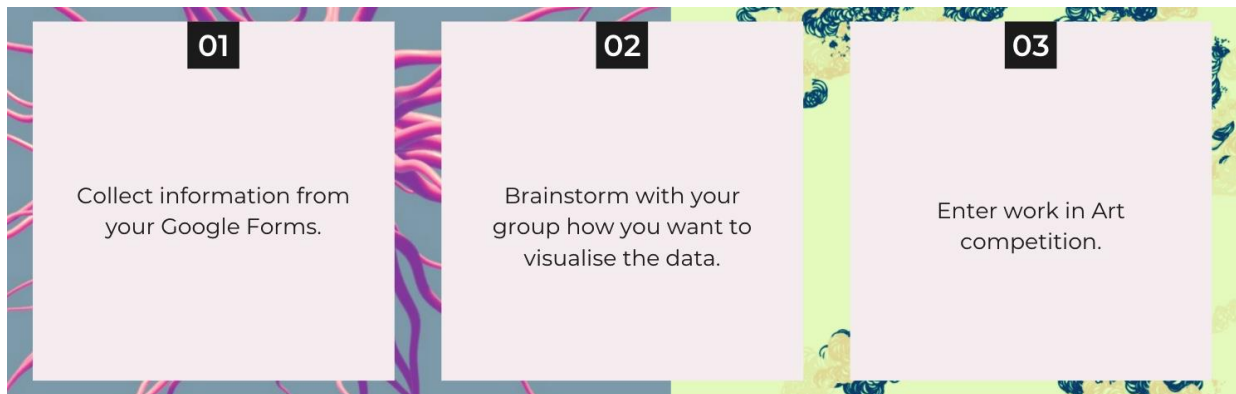 01
Collect information from
your Google Forms.
02
Brainstorm with your
group how you want to
visualise the data.
03
Enter work in Art
competition.